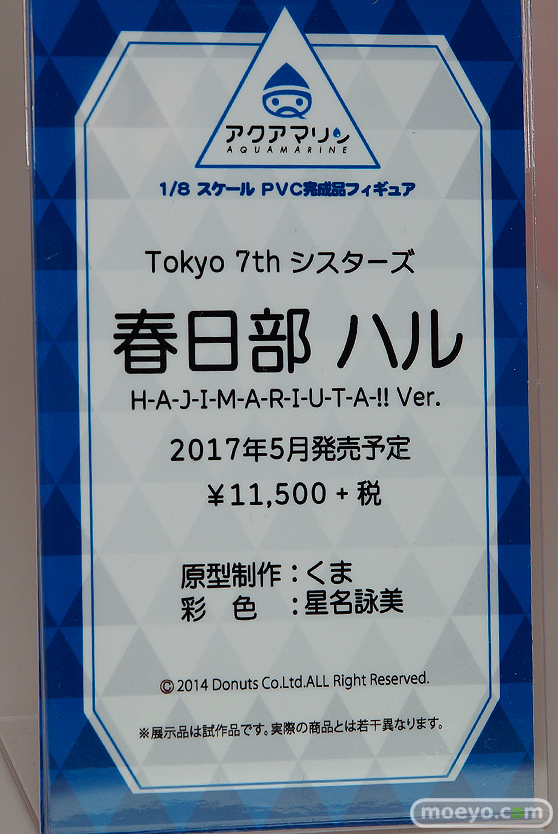 アクアマリン
AQUAMARINE
1/8 スケール PVC完成品フィギュア
Tokyo 7th シスターズ
春日部 ハル
H-A-J-I-M-A-R-I-U-T-A-!! Ver.
2017年5月発売予定
¥11,500 + 税
原型制作：くま
彩　色　：星名詠美
© 2014 Donuts Co.Ltd.ALL Right Reserved.
※展示品は試作品です。実際の商品とは若干異なります。
moeyo.com